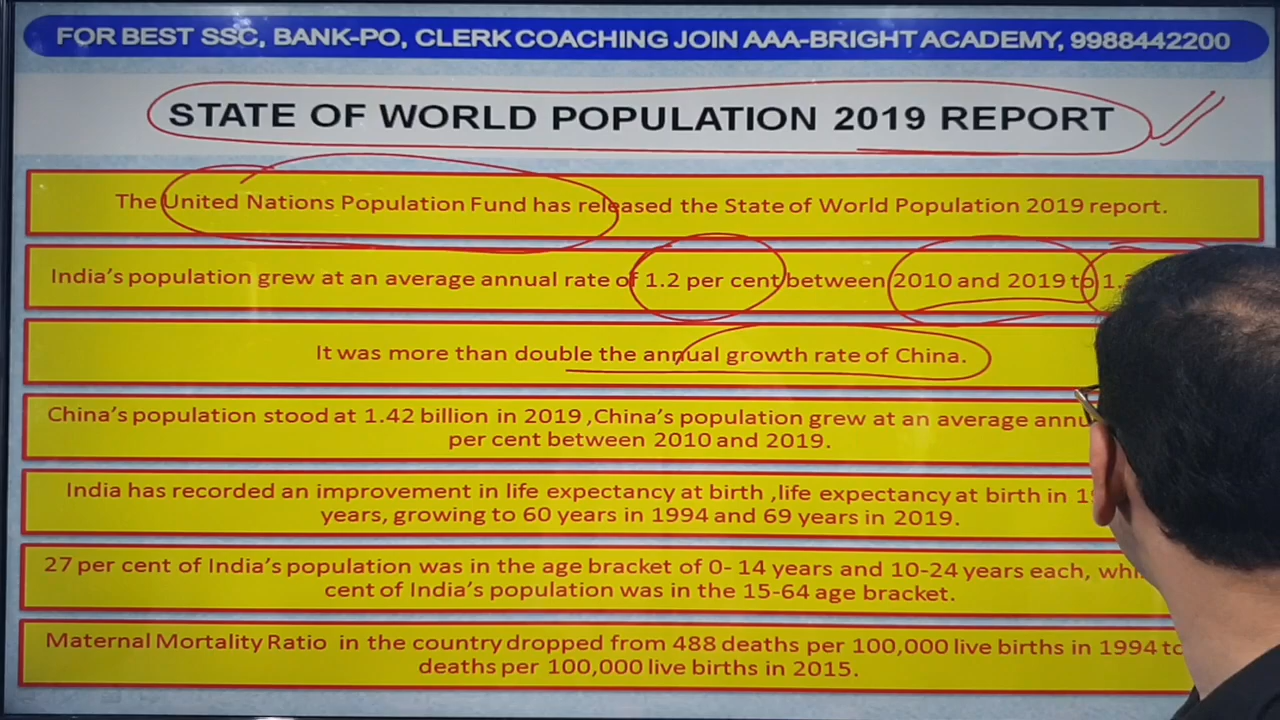 FOR BEST SSC, BANK-PO, CLERK COACHING JOIN AAA-BRIGHT ACADEMY, 9988442200
STATE OF WORLD POPULATION 2019 REPORT
The United Nations Population Fund has released the State of World Population 2019 report.
India's population grew at an average annual rate of 1.2 per cent between 2010 and 2019 to
It was more than double the annual growth rate of China.
China's population stood at 1.42 billion in 2019 ,China's population grew at an average
per cent between 2010 and 2019.
India has recorded an improvement in life expectancy at birth ,life expectancy at birth in
years, growing to 60 years in 1994 and 69 years in 2019.
27 per cent of India's population was in the age bracket of 0- 14 years and 10-24 years each,
cent of India's population was in the 15-64 age bracket.
Maternal Mortality Ratio in the country dropped from 488 deaths per 100,000 live births in 1994 to
deaths per 100,000 live births in 2015.